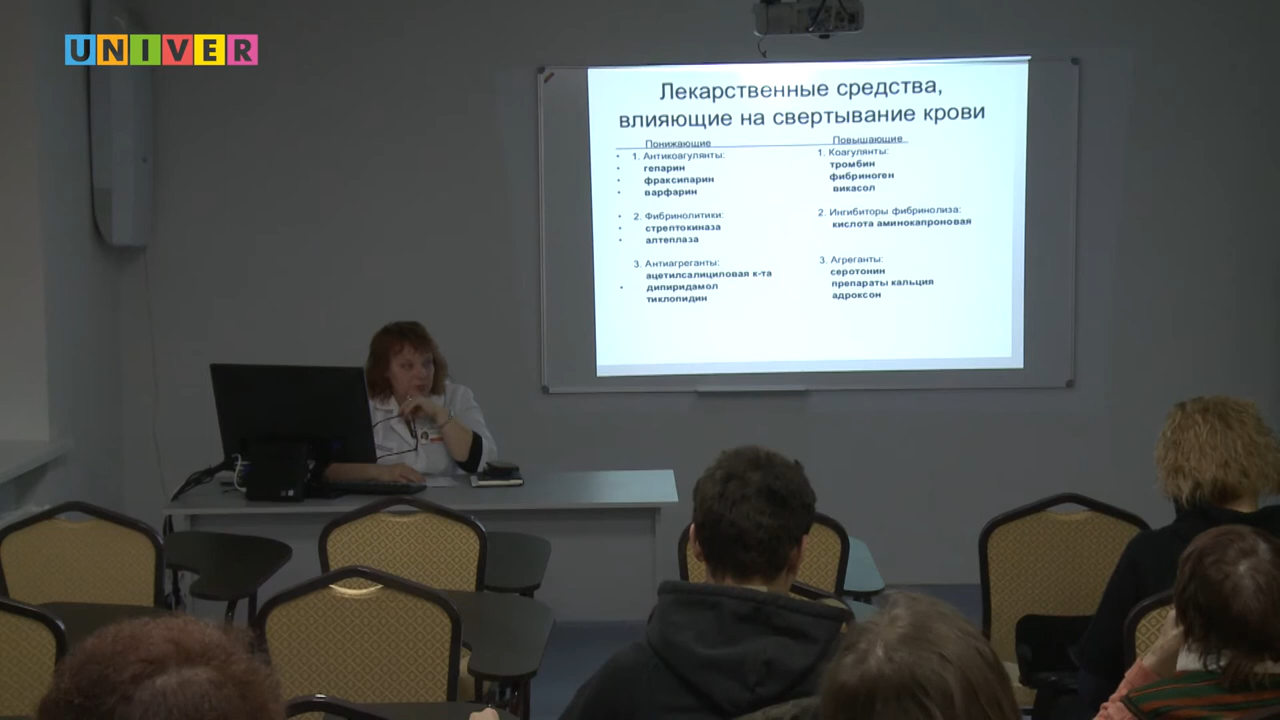 UNIVER
Лекарственные средства,
влияющие на свертывание крови
Понижающие
1. Антикоагулянты:
гепарин
фраксипарин
варфарин
2. Фибринолитики:
стрептокиназа
алтеплаза
3. Антиагреганты:
ацетилсалициловая к-та
дипиридамол
тиклопидин
Повышающие
1. Коагулянты:
тромбин
фибриноген
викасол
2. Ингибиторы фибринолиза:
кислота аминокапроновая
3. Агреганты:
серотонин
препараты кальция
адроксон